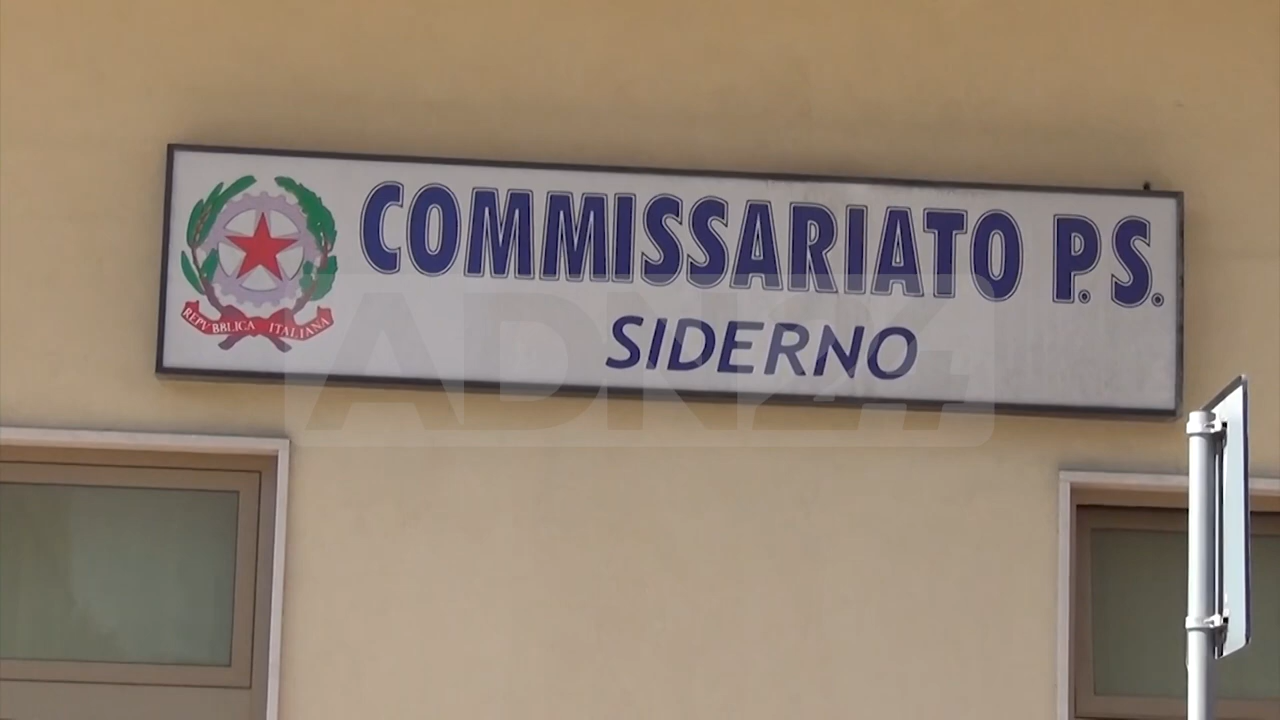 COMMISSARIATO P.S.
SIDERNO
REPVBBLICA ITALIANA
ADN24